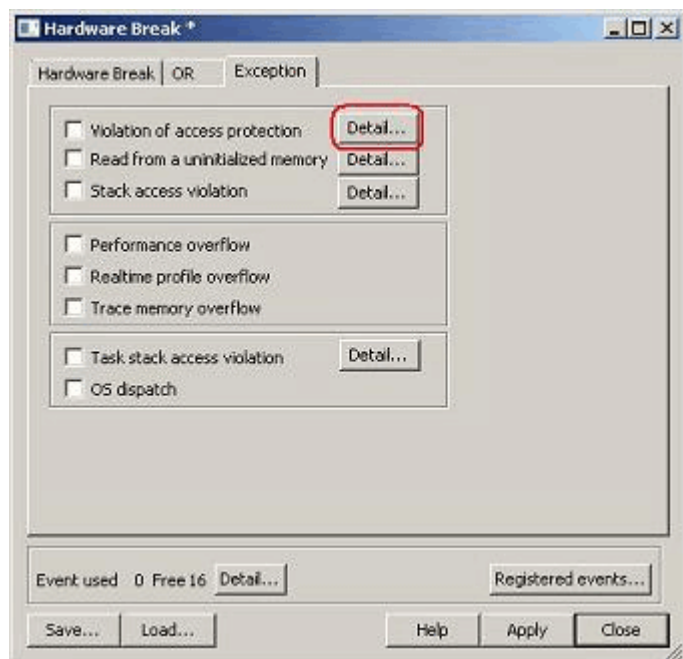 Hardware Break *
Hardware Break OR Exception
Violation of access protection Detail...
Read from a uninitialized memory Detail...
Stack access violation Detail...
Performance overflow
Realtime profile overflow
Trace memory overflow
Task stack access violation Detail...
OS dispatch
Event used 0 Free 16 Detail... Registered events...
Save... Load... Help Apply Close